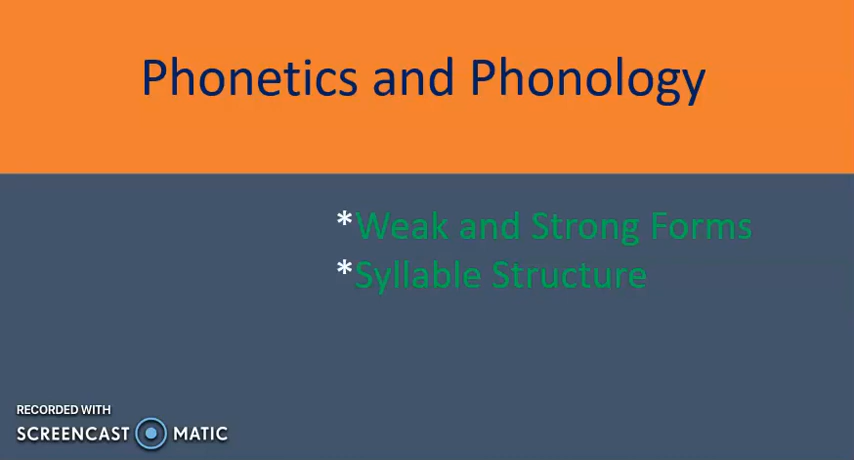 Phonetics and Phonology
*Weak and Strong Forms
*Syllable Structure
RECORDED WITH
SCREENCAST MATIC